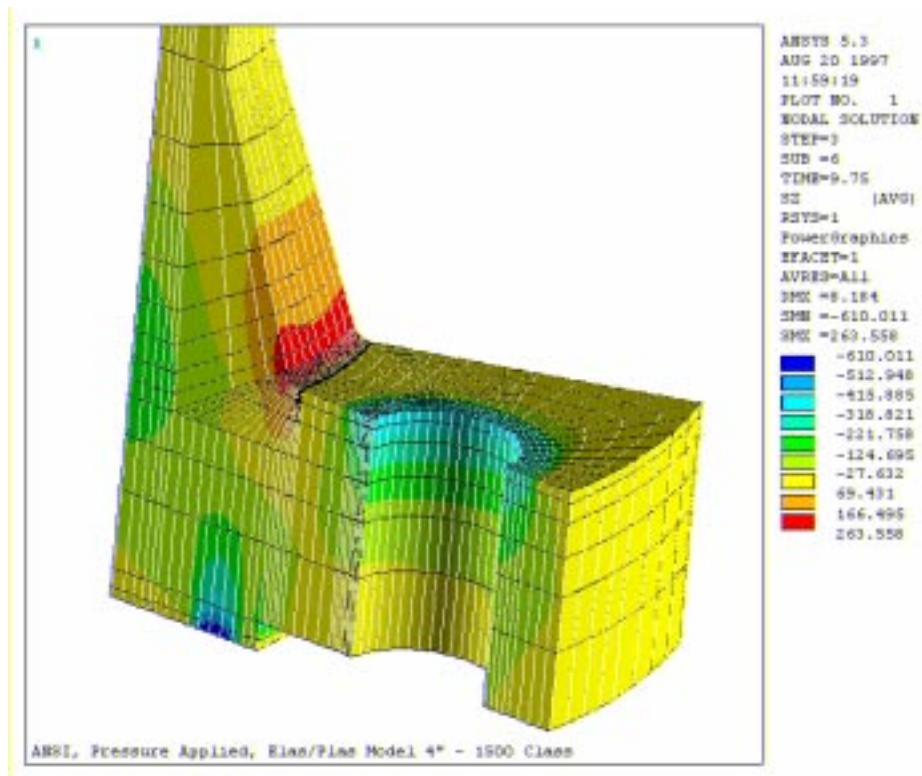 1
ANSYS 5.3
AUG 20 1997
11:59:19
PLOT NO. 1
NODAL SOLUTION
STEP=3
SUB =6
TIME=9.75
SZ (AVG)
RSYS=1
PowerGraphics
EFACET=1
AVRES=All
DMX =8.184
SMN =-610.011
SMX =263.558
-610.011
-512.948
-415.885
-318.821
-221.758
-124.695
-27.632
69.431
166.495
263.558
ANSI, Pressure Applied, Elas/Plas Model 4" - 1500 Class